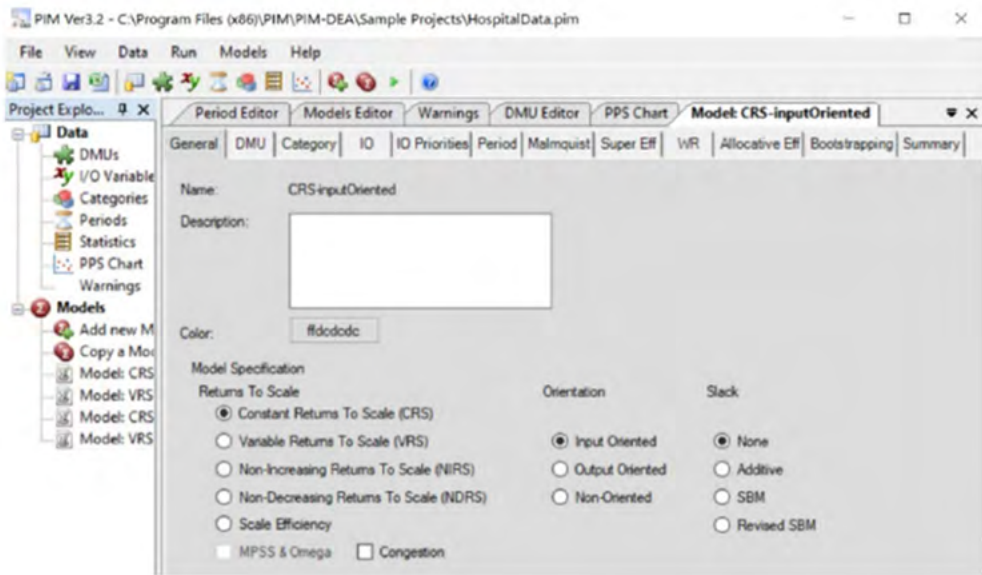 PIM Ver3.2 - C:\Program Files (x86)\PIM\PIM-DEA\Sample Projects\HospitalData.pim
File View Data Run Models Help
Project Explo...
Data
DMUs
I/O Variable
Categories
Periods
Statistics
PPS Chart
Warnings
Models
Add new M
Copy a Moc
Model: CRS
Model: VRS
Model: CRS
Model: VRS
Period Editor Models Editor Warnings DMU Editor PPS Chart Model: CRS-inputOriented
General DMU Category IO IO Priorities Period Malmquist Super Eff WR Allocative Eff Bootstrapping Summary
Name: CRS-inputOriented
Description:
Color: ffdcdcdc
Model Specification
Returns To Scale Orientation Slack
Constant Returns To Scale (CRS)
Variable Returns To Scale (VRS) Input Oriented None
Non-Increasing Returns To Scale (NIRS) Output Oriented Additive
Non-Decreasing Returns To Scale (NDRS) Non-Oriented SBM
Scale Efficiency Revised SBM
MPSS & Omega Congestion